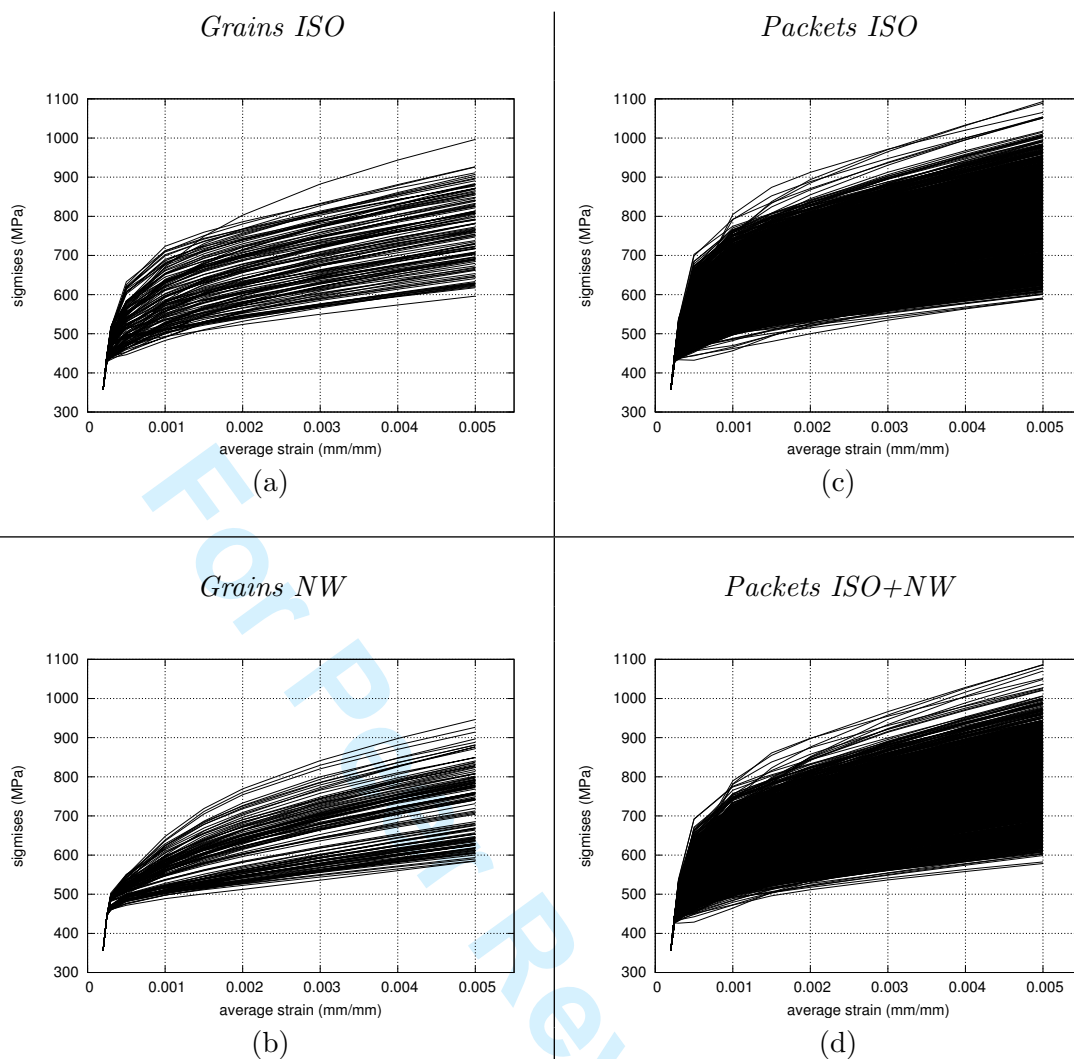 Grains ISO
1100
1000
900
800
700
600
500
400
300
sigmises (MPa)
0 0.001 0.002 0.003 0.004 0.005
average strain (mm/mm)
(a)
Packets ISO
1100
1000
900
800
700
600
500
400
300
sigmises (MPa)
0 0.001 0.002 0.003 0.004 0.005
average strain (mm/mm)
(c)
Grains NW
1100
1000
900
800
700
600
500
400
300
sigmises (MPa)
0 0.001 0.002 0.003 0.004 0.005
average strain (mm/mm)
(b)
Packets ISO+NW
1100
1000
900
800
700
600
500
400
300
sigmises (MPa)
0 0.001 0.002 0.003 0.004 0.005
average strain (mm/mm)
(d)
For Peer Rev